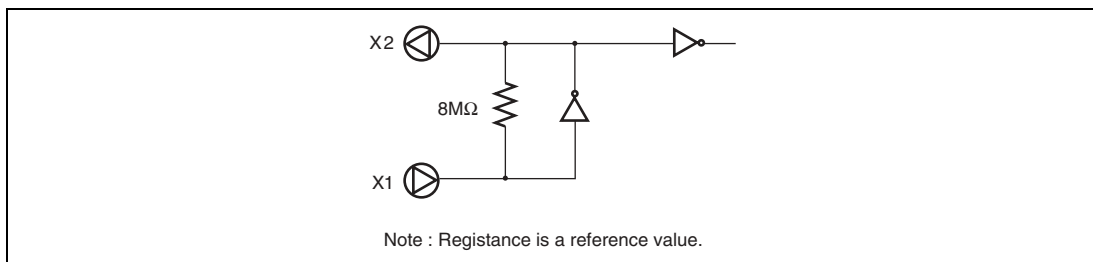 X2
8MΩ
X1
Note : Registance is a reference value.